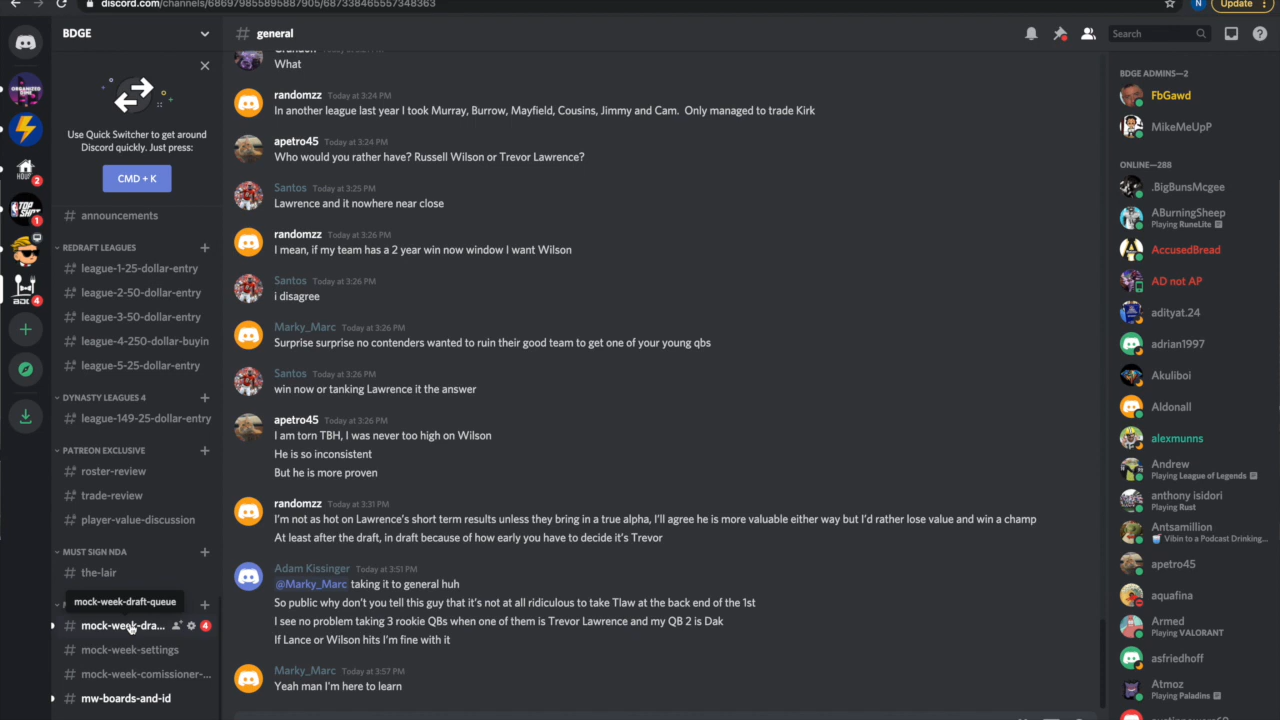 discord.com/channels/686979855895887905/687338465557348363
N
Update
BDGE
Use Quick Switcher to get around
Discord quickly. Just press:
CMD + K
# announcements
REDRAFT LEAGUES
league-1-25-dollar-entry
league-2-50-dollar-entry
league-3-50-dollar-entry
league-4-250-dollar-buyin
league-5-25-dollar-entry
DYNASTY LEAGUES 4
league-149-25-dollar-entry
PATREON EXCLUSIVE
roster-review
trade-review
player-value-discussion
MUST SIGN NDA
the-lair
mock-week-draft-queue
mock-week-dra... 4
mock-week-settings
mock-week-comissioner-...
mw-boards-and-id
ORGANIZED
HOUSE
2
TOP SHOT
1
BDGE
4
# general
Search
What
randomzz Today at 3:24 PM
In another league last year I took Murray, Burrow, Mayfield, Cousins, Jimmy and Cam. Only managed to trade Kirk
apetro45 Today at 3:24 PM
Who would you rather have? Russell Wilson or Trevor Lawrence?
Santos Today at 3:25 PM
Lawrence and it nowhere near close
randomzz Today at 3:26 PM
I mean, if my team has a 2 year win now window I want Wilson
Santos Today at 3:26 PM
i disagree
Marky_Marc Today at 3:26 PM
Surprise surprise no contenders wanted to ruin their good team to get one of your young qbs
Santos Today at 3:26 PM
win now or tanking Lawrence it the answer
apetro45 Today at 3:26 PM
I am torn TBH, I was never too high on Wilson
He is so inconsistent
But he is more proven
randomzz Today at 3:31 PM
I'm not as hot on Lawrence's short term results unless they bring in a true alpha, I'll agree he is more valuable either way but I'd rather lose value and win a champ
At least after the draft, in draft because of how early you have to decide it's Trevor
Adam Kissinger Today at 3:51 PM
@Marky_Marc taking it to general huh
So public why don't you tell this guy that it's not at all ridiculous to take Tlaw at the back end of the 1st
I see no problem taking 3 rookie QBs when one of them is Trevor Lawrence and my QB 2 is Dak
If Lance or Wilson hits I'm fine with it
Marky_Marc Today at 3:57 PM
Yeah man I'm here to learn
BDGE ADMINS—2
FbGawd
MikeMeUpP
ONLINE—288
.BigBunsMcgee
ABurningSheep
Playing RuneLite
AccusedBread
AD not AP
adityat.24
adrian1997
Akuliboi
Aldonall
alexmunns
Andrew
Playing League of Legends
anthony isidori
Playing Rust
Antsamillion
Vibin to a Podcast Drinking...
apetro45
aquafina
Armed
Playing VALORANT
asfriedhoff
Atmoz
Playing Paladins